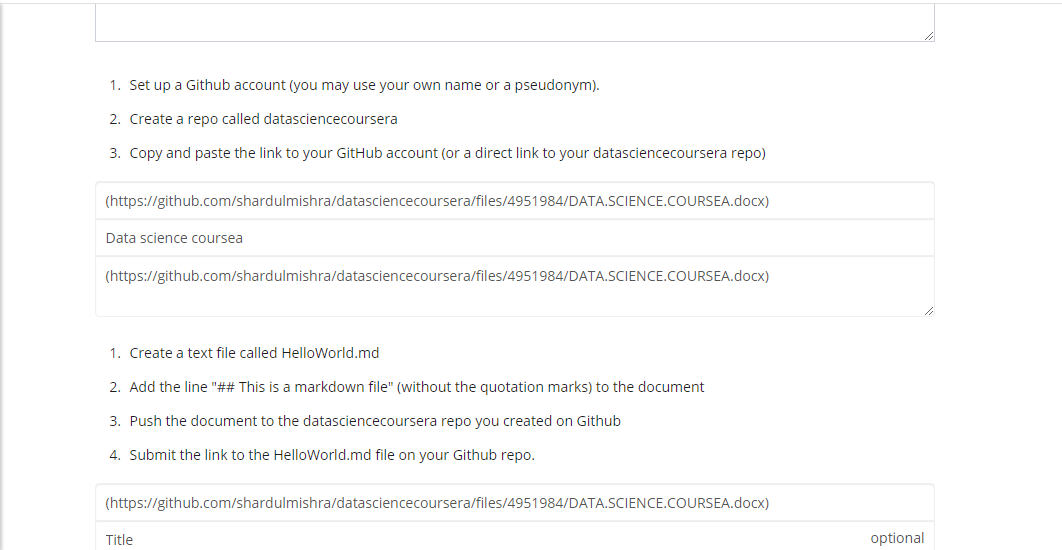 1. Set up a Github account (you may use your own name or a pseudonym).
2. Create a repo called datasciencecoursera
3. Copy and paste the link to your GitHub account (or a direct link to your datasciencecoursera repo)
(https://github.com/shardulmishra/datasciencecoursera/files/4951984/DATA.SCIENCE.COURSEA.docx)
Data science coursea
(https://github.com/shardulmishra/datasciencecoursera/files/4951984/DATA.SCIENCE.COURSEA.docx)
1. Create a text file called HelloWorld.md
2. Add the line "## This is a markdown file" (without the quotation marks) to the document
3. Push the document to the datasciencecoursera repo you created on Github
4. Submit the link to the HelloWorld.md file on your Github repo.
(https://github.com/shardulmishra/datasciencecoursera/files/4951984/DATA.SCIENCE.COURSEA.docx)
Title optional